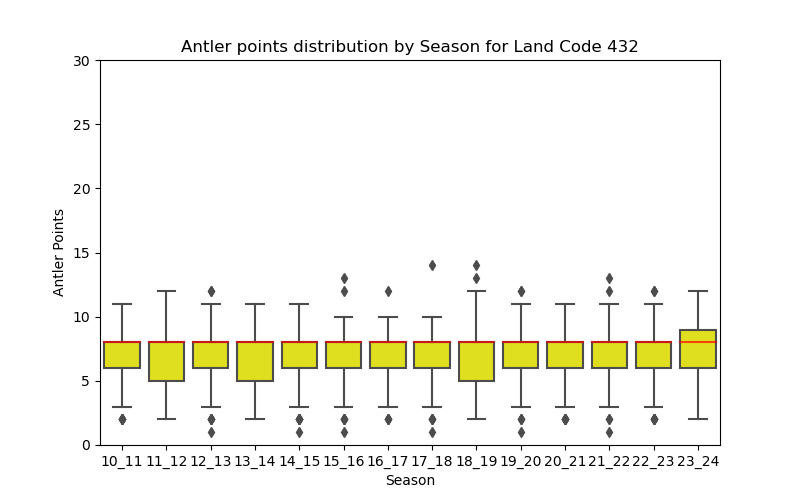 Antler points distribution by Season for Land Code 432
30
25
20
15
10
5
0
Antler Points
10_11 11_12 12_13 13_14 14_15 15_16 16_17 17_18 18_19 19_20 20_21 21_22 22_23 23_24
Season